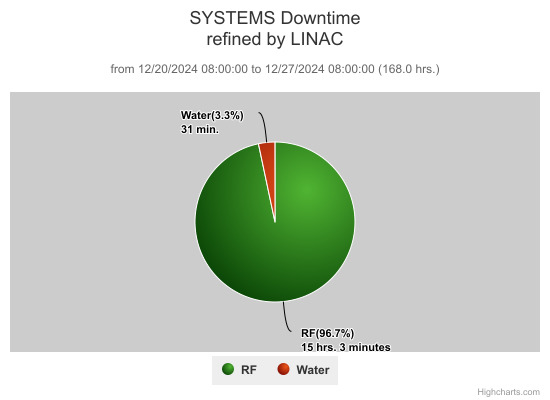 SYSTEMS Downtime
refined by LINAC
from 12/20/2024 08:00:00 to 12/27/2024 08:00:00 (168.0 hrs.)
Water(3.3%)
31 min.
RF(96.7%)
15 hrs. 3 minutes
RF Water
Highcharts.com